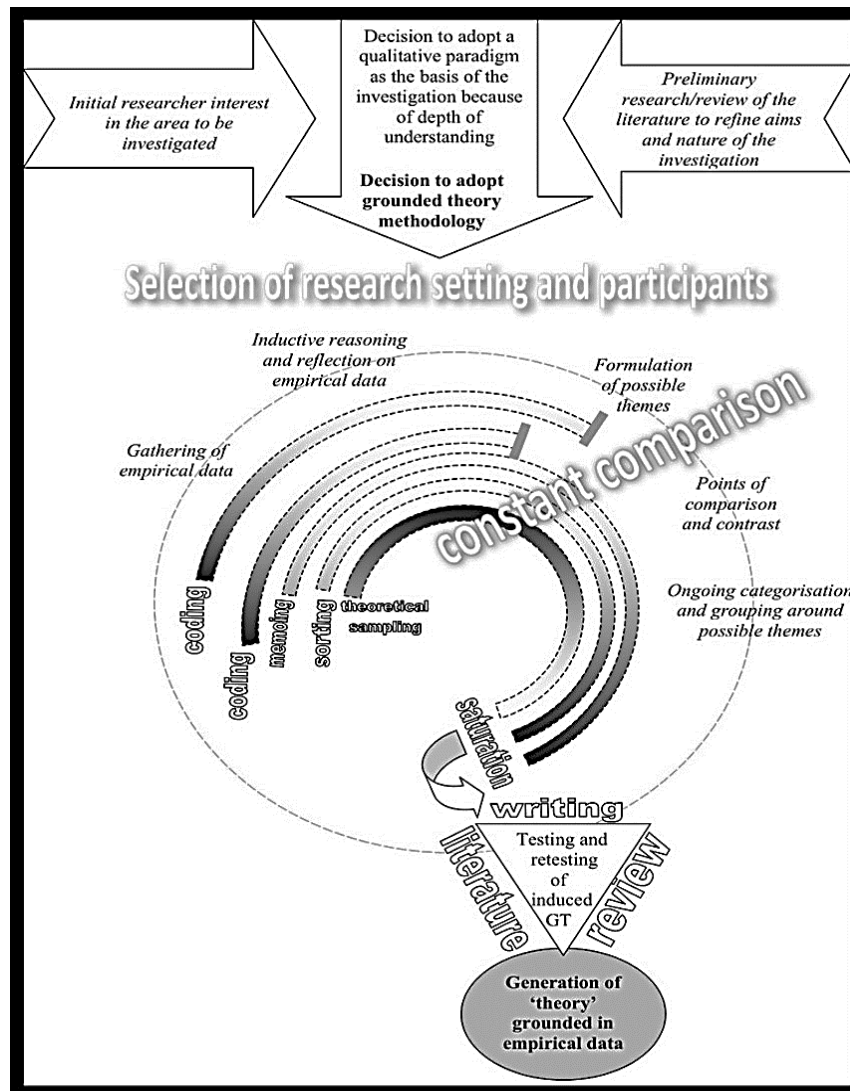 Initial researcher interest
in the area to be
investigated
Decision to adopt a
qualitative paradigm
as the basis of the
investigation because
of depth of
understanding
Decision to adopt
grounded theory
methodology
Preliminary
research/review of the
literature to refine aims
and nature of the
investigation
Selection of research setting and participants
Inductive reasoning
and reflection on
empirical data
Formulation
of possible
themes
Gathering of
empirical data
constant comparison
Points of
comparison
and contrast
Ongoing categorisation
and grouping around
possible themes
coding
coding
memoing
sorting
theoretical
sampling
saturation
writing
literature
review
Testing and
retesting
of
induced
GT
Generation of
‘theory’
grounded in
empirical data